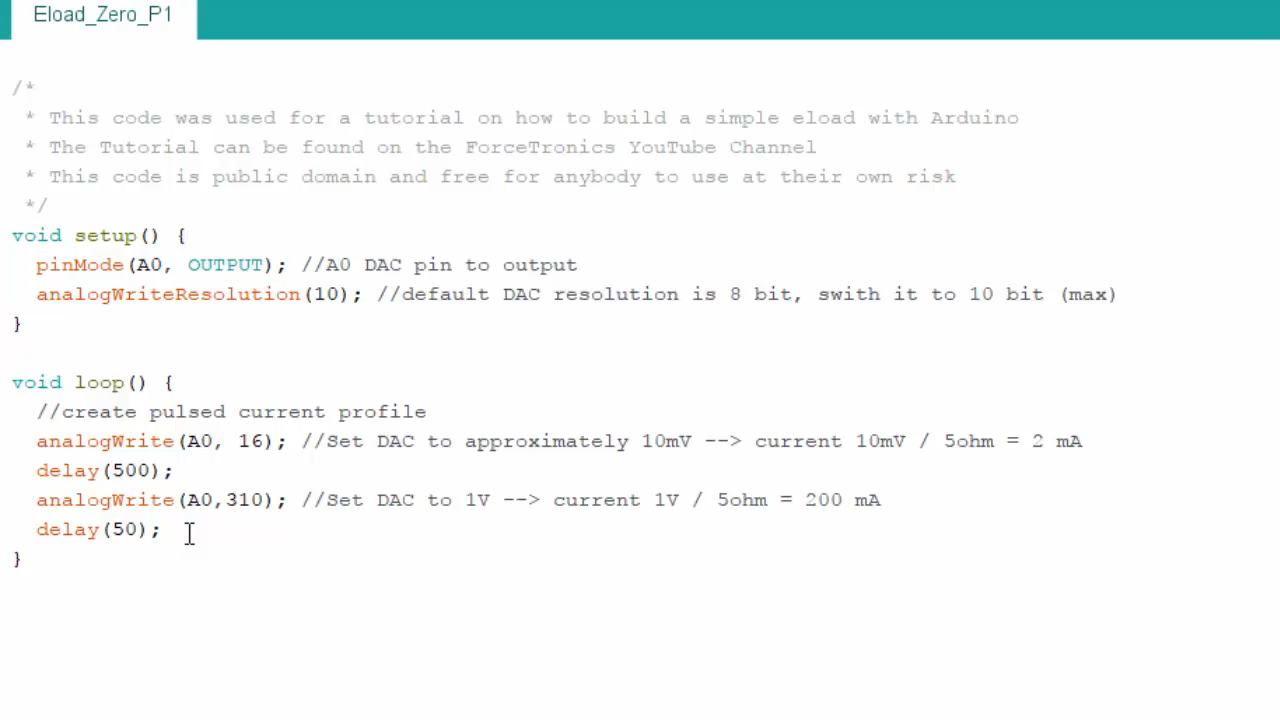 Eload_Zero_P1
/*
 * This code was used for a tutorial on how to build a simple eload with Arduino
 * The Tutorial can be found on the ForceTronics YouTube Channel
 * This code is public domain and free for anybody to use at their own risk
 */
void setup() {
  pinMode(A0, OUTPUT); //A0 DAC pin to output
  analogWriteResolution(10); //default DAC resolution is 8 bit, swith it to 10 bit (max)
}
void loop() {
  //create pulsed current profile
  analogWrite(A0, 16); //Set DAC to approximately 10mV --> current 10mV / 5ohm = 2 mA
  delay(500);
  analogWrite(A0,310); //Set DAC to 1V --> current 1V / 5ohm = 200 mA
  delay(50);
}